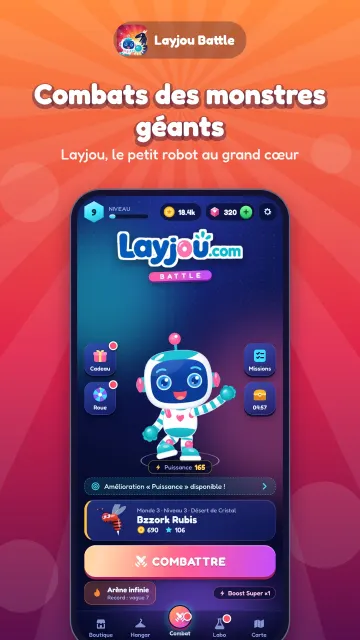 Layjou Battle
Combats des monstres
géants
Layjou, le petit robot au grand cœur
9
NIVEAU
18.4k
320
Layjou.com
BATTLE
Cadeau
Missions
Roue
04:57
Puissance 165
Amélioration « Puissance » disponible !
Monde 3 · Niveau 3 · Désert de Cristal
Bzzork Rubis
690
106
COMBATTRE
Arène infinie
Record : vague 7
Boost Super ×1
Boutique
Hangar
Combat
Labo
Carte